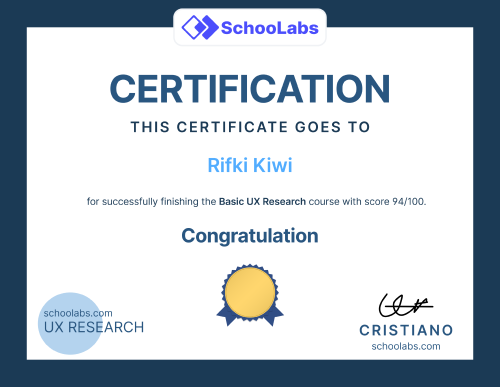 SchooLabs
CERTIFICATION
THIS CERTIFICATE GOES TO
Rifki Kiwi
for successfully finishing the Basic UX Research course with score 94/100.
Congratulation
schoolabs.com
UX RESEARCH
CRISTIANO
schoolabs.com